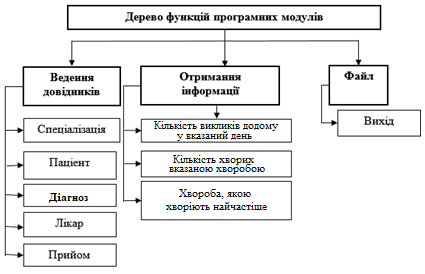 Дерево функцій програмних модулів
Ведення
довідників
Отримання
інформації
Файл
Спеціалізація
Пацієнт
Діагноз
Лікар
Прийом
Кількість викликів додому
у вказаний день
Кількість хворих
вказаною хворобою
Хвороба, якою
хворіють найчастіше
Вихід